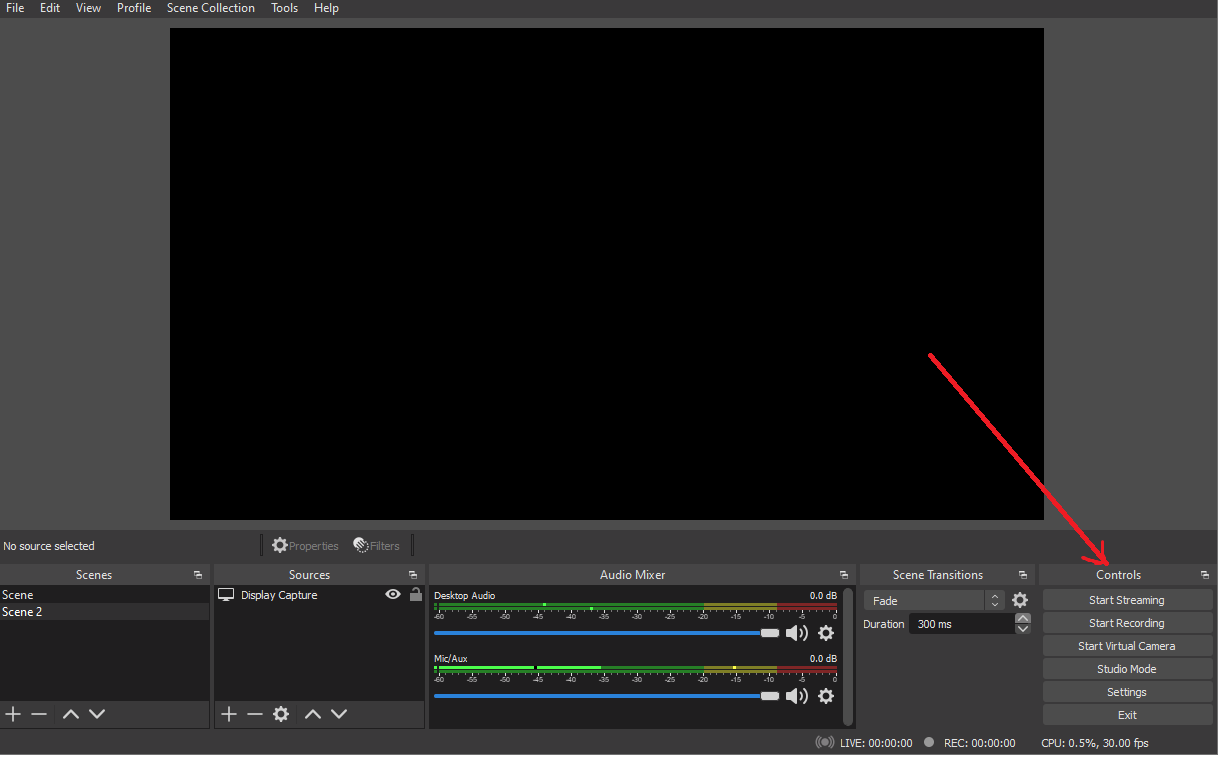 File Edit View Profile Scene Collection Tools Help
No source selected
Properties Filters
Scenes
Scene
Scene 2
Sources
Display Capture
Audio Mixer
Desktop Audio 0.0 dB
-60 -55 -50 -45 -40 -35 -30 -25 -20 -15 -10 -5 0
Mic/Aux 0.0 dB
-60 -55 -50 -45 -40 -35 -30 -25 -20 -15 -10 -5 0
Scene Transitions
Fade
Duration 300 ms
Controls
Start Streaming
Start Recording
Start Virtual Camera
Studio Mode
Settings
Exit
LIVE: 00:00:00 REC: 00:00:00 CPU: 0.5%, 30.00 fps